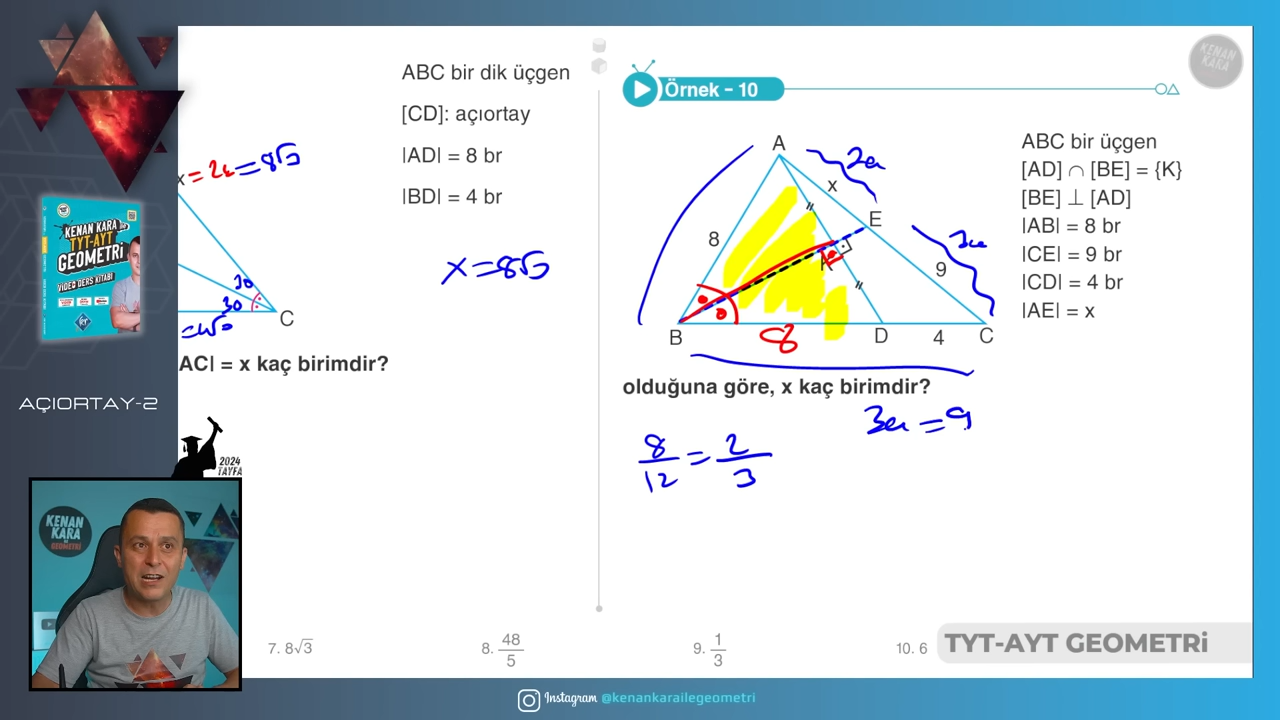 ABC bir dik üçgen
[CD]: açıortay
|AD| = 8 br
|BD| = 4 br
x = 2a = 8√3
30
30
C
x = 8√3
|AC| = x kaç birimdir?
KENAN KARA
TYT-AYT
GEOMETRİ
VİDEO DERS KİTABI
AÇIORTAY-2
2024
TAYFA
KENAN
KARA
GEOMETRİ
KENAN
KARA
Örnek - 10
A
2a
x
E
8
K
9
3a
B
8
D
4
C
ABC bir üçgen
[AD] ∩ [BE] = {K}
[BE] ⊥ [AD]
|AB| = 8 br
|CE| = 9 br
|CD| = 4 br
|AE| = x
olduğuna göre, x kaç birimdir?
3a = 9
8/12 = 2/3
7. 8√3
8. 48/5
9. 1/3
10. 6
TYT-AYT GEOMETRİ
Instagram @kenankarailegeometri